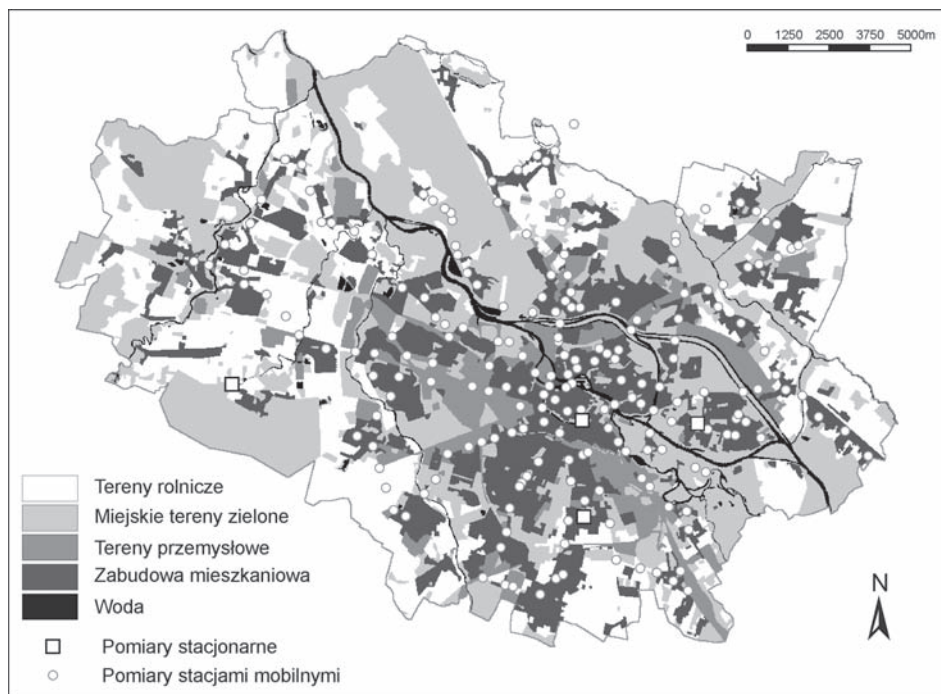 0 1250 2500 3750 5000m
Tereny rolnicze
Miejskie tereny zielone
Tereny przemysłowe
Zabudowa mieszkaniowa
Woda
Pomiary stacjonarne
Pomiary stacjami mobilnymi
N